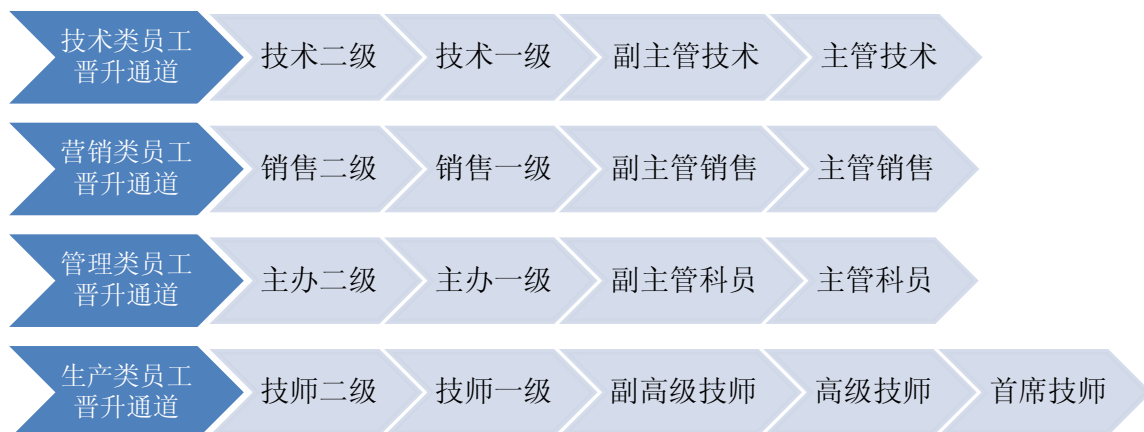 技术类员工
晋升通道
技术二级
技术一级
副主管技术
主管技术
营销类员工
晋升通道
销售二级
销售一级
副主管销售
主管销售
管理类员工
晋升通道
主办二级
主办一级
副主管科员
主管科员
生产类员工
晋升通道
技师二级
技师一级
副高级技师
高级技师
首席技师